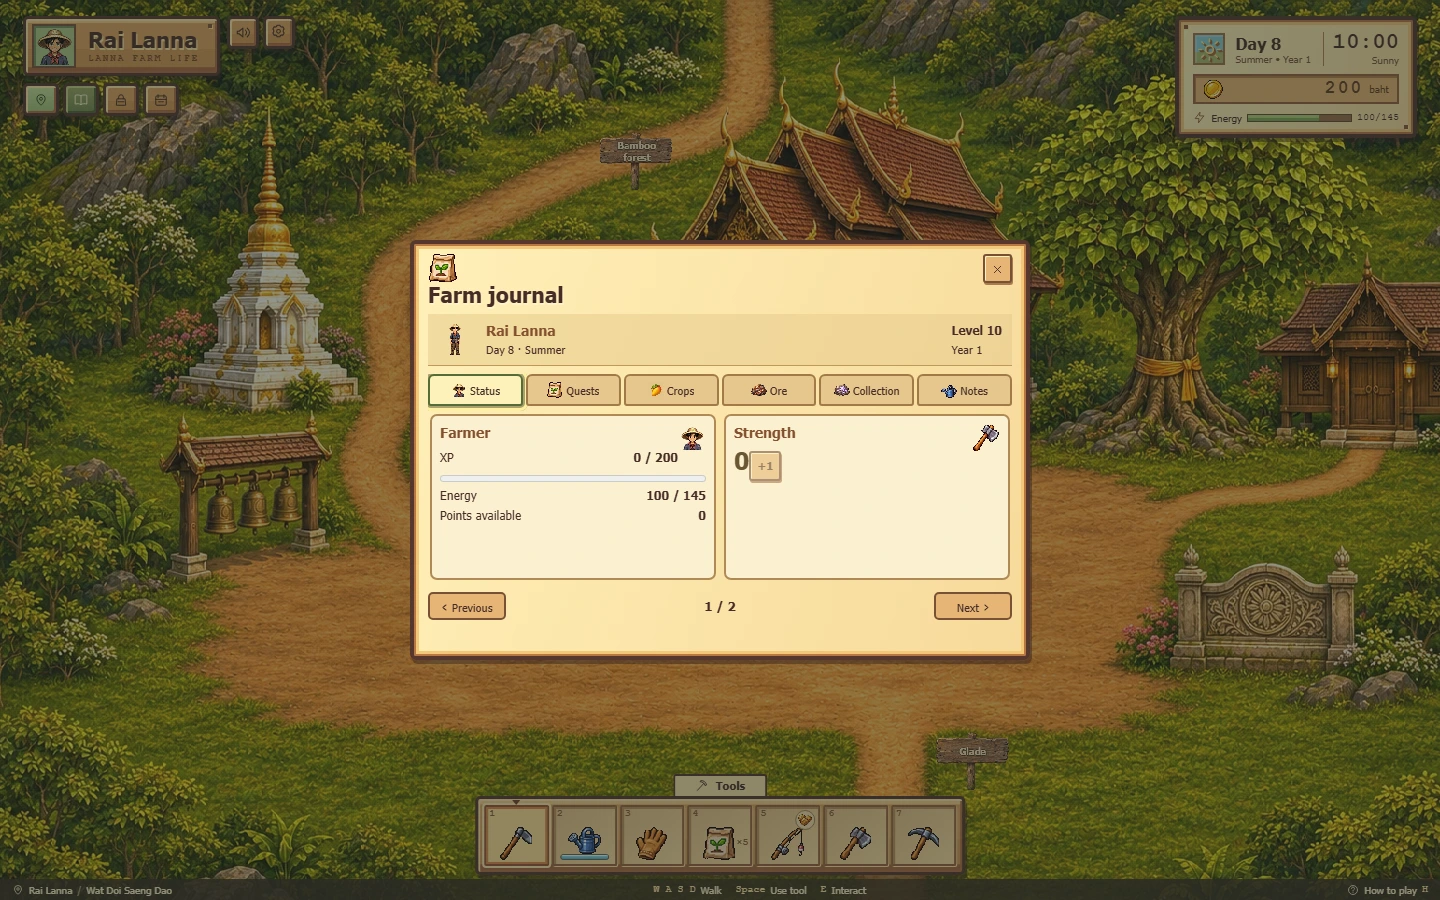 Rai Lanna
LANNA FARM LIFE
Day 8
Summer • Year 1
10:00
Sunny
200 baht
Energy 100/145
Bamboo
forest
Farm journal
Rai Lanna
Day 8 · Summer
Level 10
Year 1
Status
Quests
Crops
Ore
Collection
Notes
Farmer
XP 0 / 200
Energy 100 / 145
Points available 0
Strength
0 +1
‹ Previous
1 / 2
Next ›
Glade
Tools
1
2
3
4
×5
5
6
7
Rai Lanna / Wat Doi Saeng Dao
W A S D Walk Space Use tool E Interact
How to play H